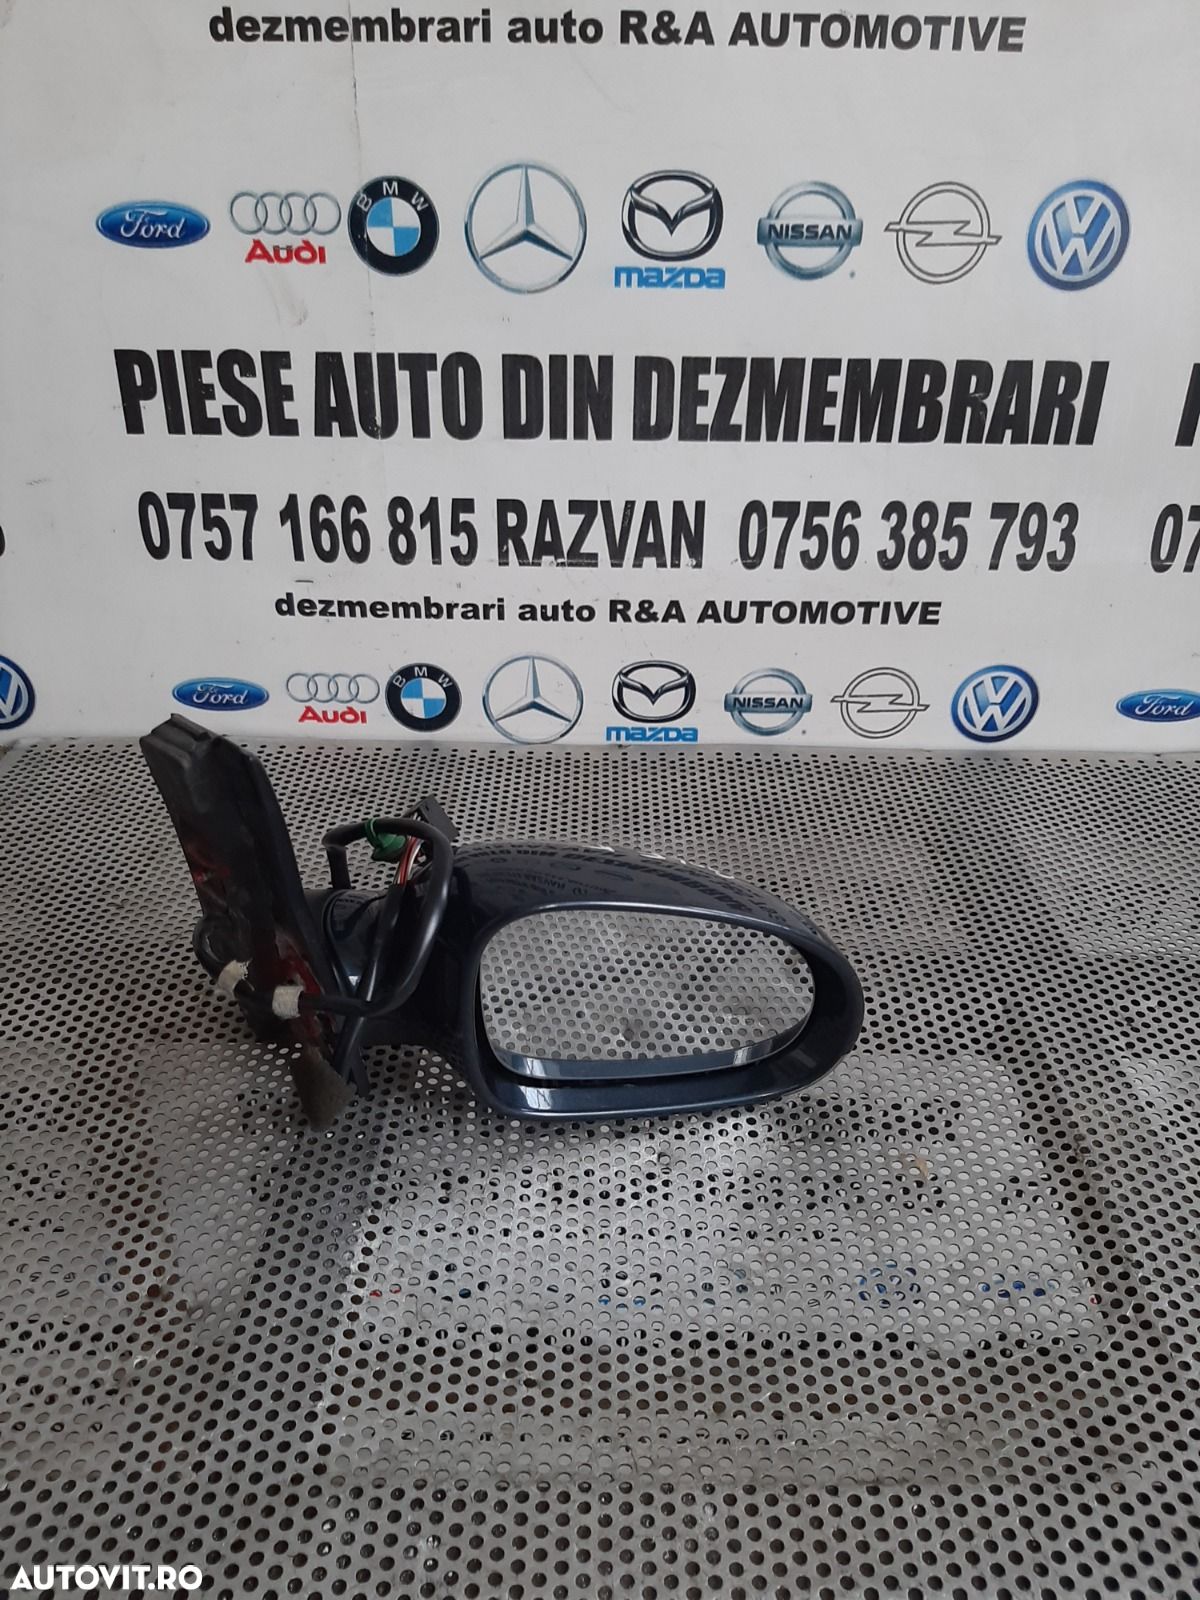 dezmembrari auto R&A AUTOMOTIVE
Ford Audi BMW mazda NISSAN
PIESE AUTO DIN DEZMEMBRARI
0757 166 815 RAZVAN 0756 385 793 07
dezmembrari auto R&A AUTOMOTIVE
Ford Audi BMW mazda NISSAN Ford
AUTOVIT.RO